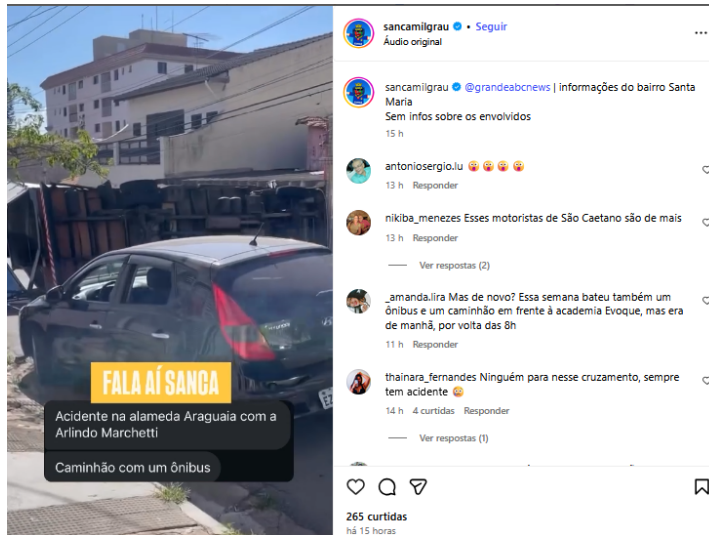 sancamilgrau • Seguir
Áudio original
sancamilgrau @grandeabcnews | informações do bairro Santa
Maria
Sem infos sobre os envolvidos
15 h
antoniosergio.lu
13 h Responder
nikiba_menezes Esses motoristas de São Caetano são de mais
13 h Responder
Ver respostas (2)
_amanda.lira Mas de novo? Essa semana bateu também um
ônibus e um caminhão em frente à academia Evoque, mas era
de manhã, por volta das 8h
11 h Responder
thainara_fernandes Ninguém para nesse cruzamento, sempre
tem acidente
14 h 4 curtidas Responder
Ver respostas (1)
265 curtidas
há 15 horas
FALA AÍ SANCA
Acidente na alameda Araguaia com a
Arlindo Marchetti
Caminhão com um ônibus